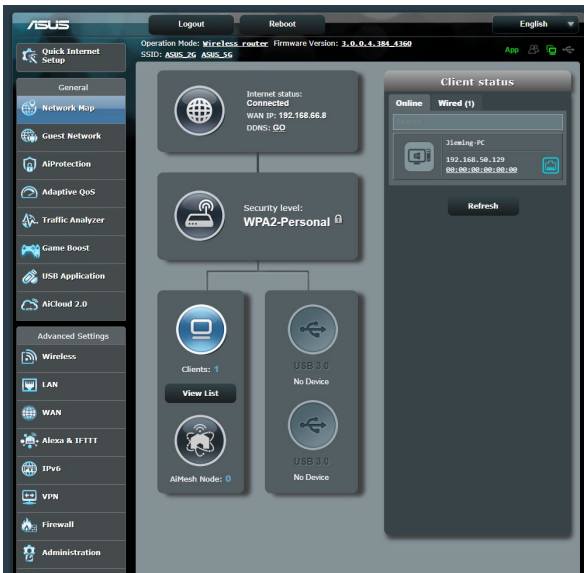 ASUS
Logout
Reboot
English
Quick Internet
Setup
Operation Mode: Wireless router Firmware Version: 3.0.0.4.384_4360
SSID: ASUS_2G ASUS_5G
App
General
Network Map
Guest Network
AiProtection
Adaptive QoS
Traffic Analyzer
Game Boost
USB Application
AiCloud 2.0
Advanced Settings
Wireless
LAN
WAN
Alexa & IFTTT
IPv6
VPN
Firewall
Administration
Internet status:
Connected
WAN IP: 192.168.66.8
DDNS: GO
Security level:
WPA2-Personal
Clients: 1
View List
AiMesh Node: 0
USB 3.0
No Device
USB 3.0
No Device
Client status
Online Wired (1)
Jieming-PC
192.168.50.129
00:00:00:00:00:00
Refresh